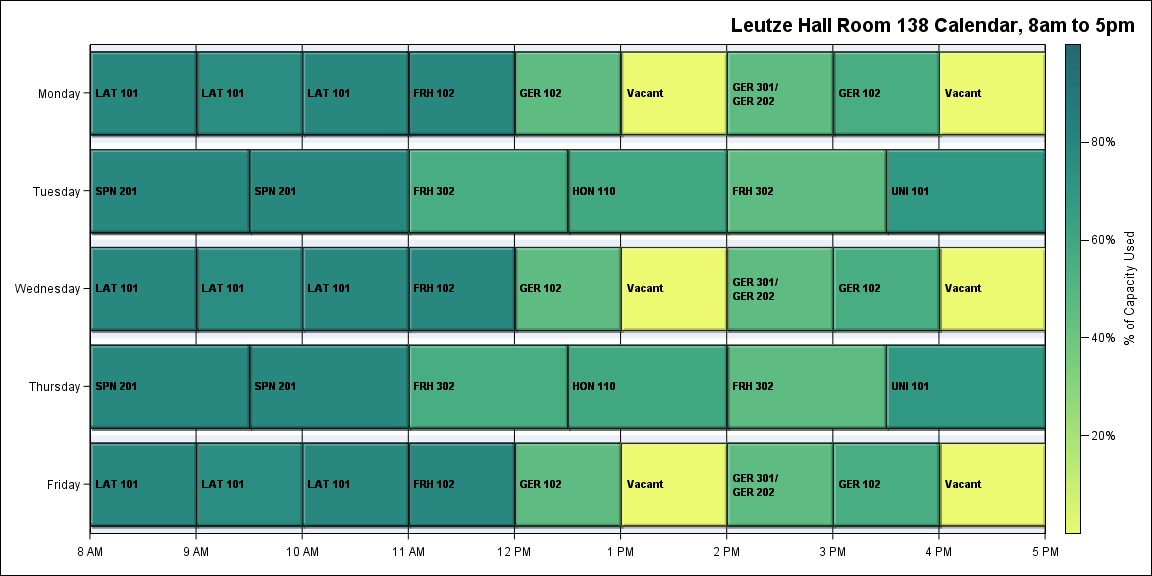 Leutze Hall Room 138 Calendar, 8am to 5pm
Monday
LAT 101
LAT 101
LAT 101
FRH 102
GER 102
Vacant
GER 301/
GER 202
GER 102
Vacant
Tuesday
SPN 201
SPN 201
FRH 302
HON 110
FRH 302
UNI 101
Wednesday
LAT 101
LAT 101
LAT 101
FRH 102
GER 102
Vacant
GER 301/
GER 202
GER 102
Vacant
Thursday
SPN 201
SPN 201
FRH 302
HON 110
FRH 302
UNI 101
Friday
LAT 101
LAT 101
LAT 101
FRH 102
GER 102
Vacant
GER 301/
GER 202
GER 102
Vacant
8 AM
9 AM
10 AM
11 AM
12 PM
1 PM
2 PM
3 PM
4 PM
5 PM
80%
60%
40%
20%
% of Capacity Used